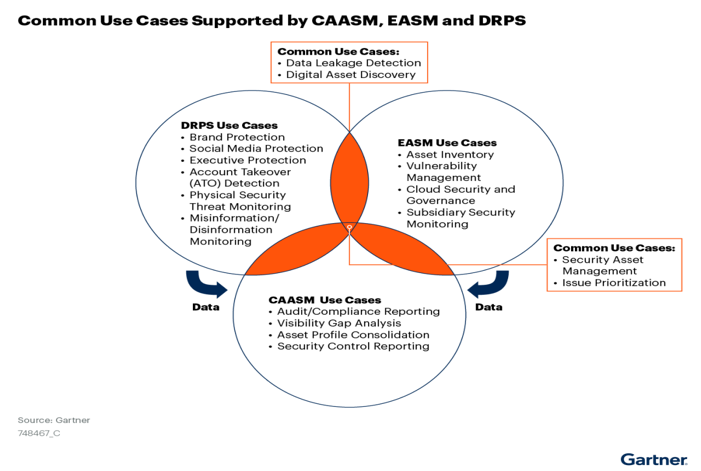 Common Use Cases Supported by CAASM, EASM and DRPS
Common Use Cases:
• Data Leakage Detection
• Digital Asset Discovery
DRPS Use Cases
• Brand Protection
• Social Media Protection
• Executive Protection
• Account Takeover
(ATO) Detection
• Physical Security
Threat Monitoring
• Misinformation/
Disinformation
Monitoring
EASM Use Cases
• Asset Inventory
• Vulnerability
Management
• Cloud Security and
Governance
• Subsidiary Security
Monitoring
Common Use Cases:
• Security Asset
Management
• Issue Prioritization
Data
Data
CAASM Use Cases
• Audit/Compliance Reporting
• Visibility Gap Analysis
• Asset Profile Consolidation
• Security Control Reporting
Source: Gartner
748467_C
Gartner